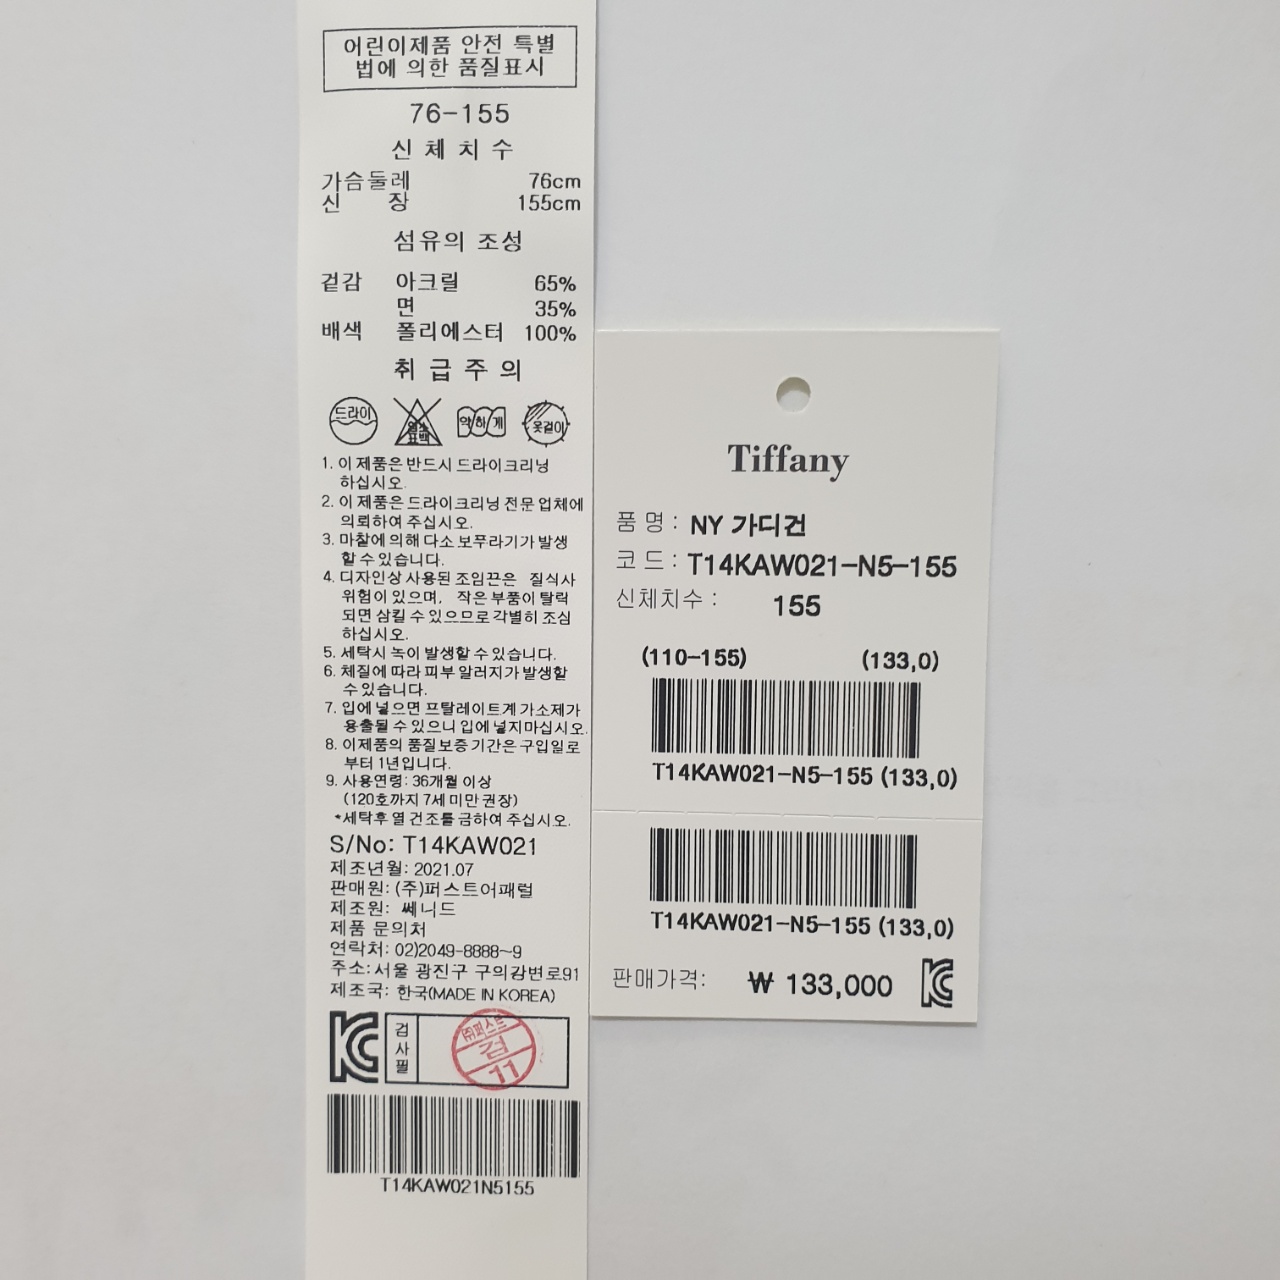 어린이제품 안전 특별
법에 의한 품질표시
76-155
신 체 치 수
가슴둘레 76cm
신 장 155cm
섬유의 조성
겉감 아크릴 65%
면 35%
배색 폴리에스터 100%
취 급 주 의
드라이 염소 표백 약하게 옷걸이
1. 이 제품은 반드시 드라이크리닝
하십시오.
2. 이 제품은 드라이크리닝 전문 업체에
의뢰하여 주십시오.
3. 마찰에 의해 다소 보푸라기가 발생
할 수 있습니다.
4. 디자인상 사용된 조임끈은 질식사
위험이 있으며, 작은 부품이 탈락
되면 삼킬 수 있으므로 각별히 조심
하십시오.
5. 세탁시 녹이 발생할 수 있습니다.
6. 체질에 따라 피부 알러지가 발생할
수 있습니다.
7. 입에 넣으면 프탈레이트계 가소제가
용출될 수 있으니 입에 넣지마십시오.
8. 이제품의 품질보증 기간은 구입일로
부터 1년입니다.
9. 사용연령: 36개월 이상
(120호까지 7세 미만 권장)
*세탁후 열 건조를 금하여 주십시오.
S/No: T14KAW021
제조년월: 2021.07
판매원: (주)퍼스트어패럴
제조원: 쎄니드
제품 문의처
연락처: 02)2049-8888~9
주소: 서울 광진구 구의강변로91
제조국: 한국(MADE IN KOREA)
KC 검사필 (주)퍼스트 검 11
T14KAW021N5155
Tiffany
품 명 : NY 가디건
코 드 : T14KAW021-N5-155
신체치수 : 155
(110-155) (133,0)
T14KAW021-N5-155 (133,0)
T14KAW021-N5-155 (133,0)
판매가격: ₩ 133,000 KC